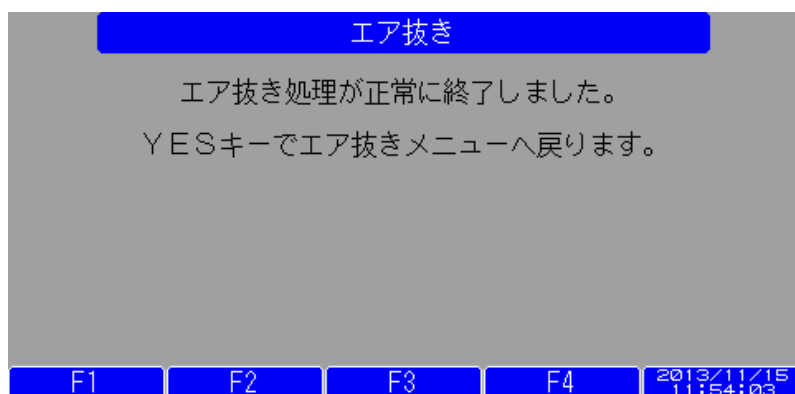 エア抜き
エア抜き処理が正常に終了しました。
ＹＥＳキーでエア抜きメニューへ戻ります。
F1 F2 F3 F4 2013/11/15
11:54:03